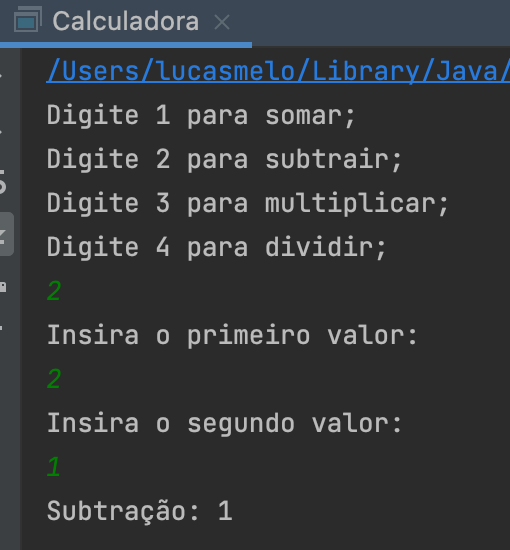 Calculadora
/Users/lucasmelo/Library/Java/
Digite 1 para somar;
Digite 2 para subtrair;
Digite 3 para multiplicar;
Digite 4 para dividir;
2
Insira o primeiro valor:
2
Insira o segundo valor:
1
Subtração: 1